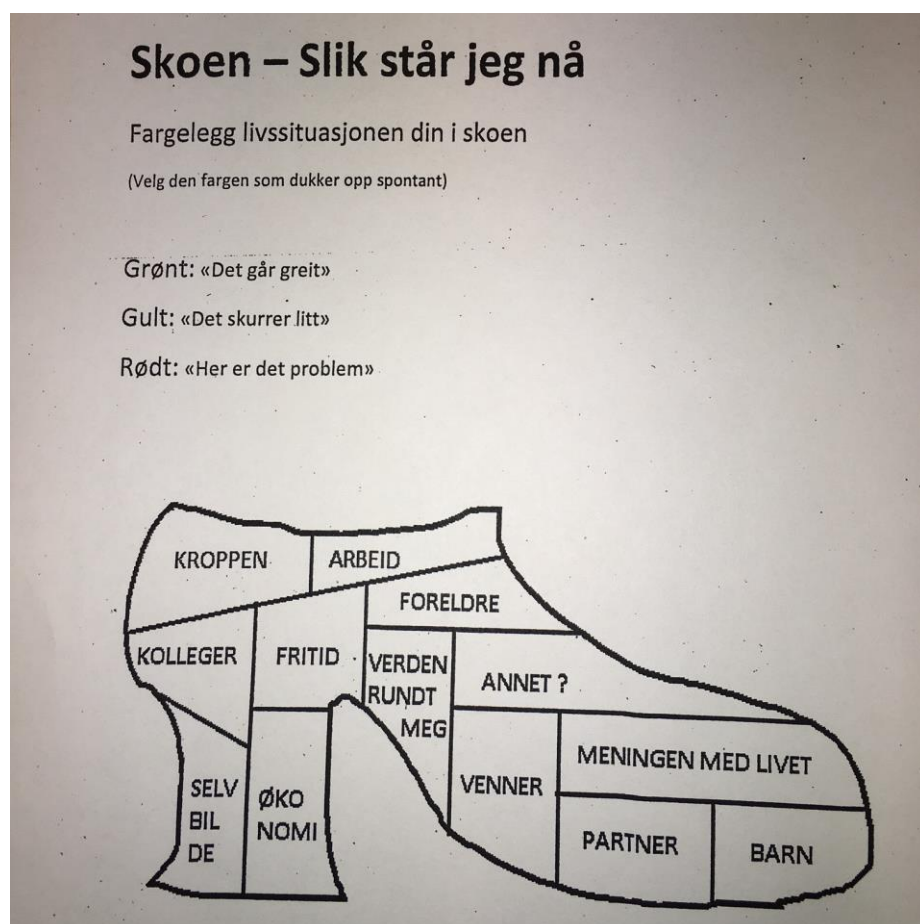 Skoen – Slik står jeg nå
Fargelegg livssituasjonen din i skoen
(Velg den fargen som dukker opp spontant)
Grønt: «Det går greit»
Gult: «Det skurrer litt»
Rødt: «Her er det problem»
KROPPEN
ARBEID
FORELDRE
KOLLEGER
FRITID
VERDEN
RUNDT
MEG
ANNET ?
MENINGEN MED LIVET
VENNER
SELV
BIL
DE
ØKO
NOMI
PARTNER
BARN